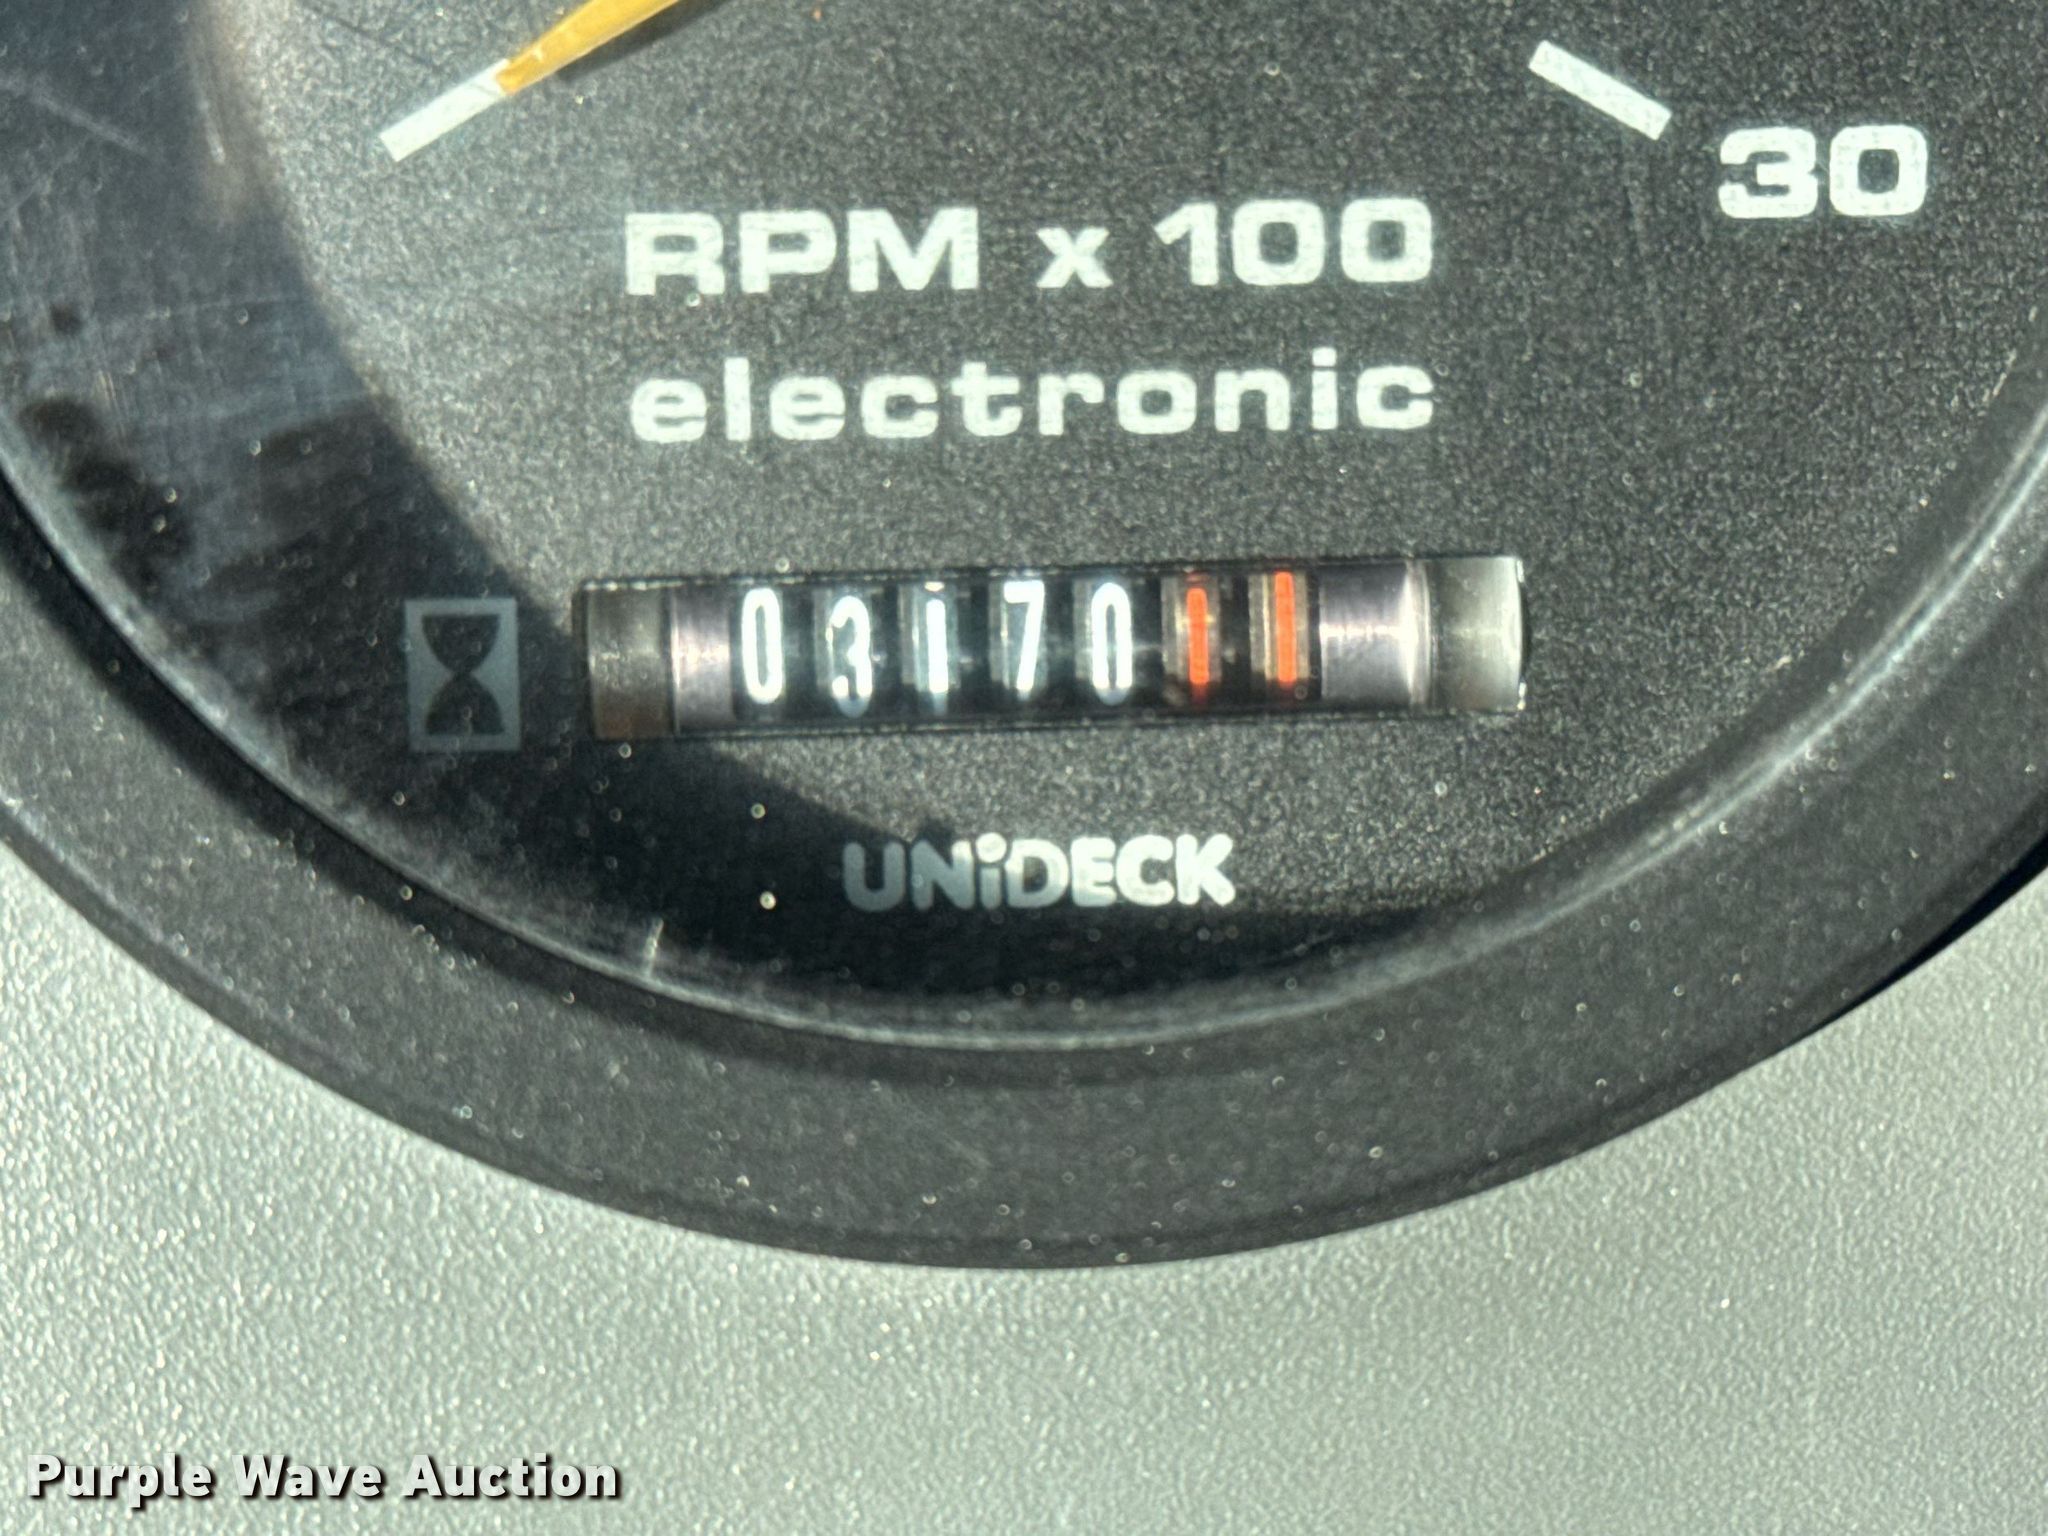 30
RPM x 100
electronic
0317011
UNiDECK
Purple Wave Auction